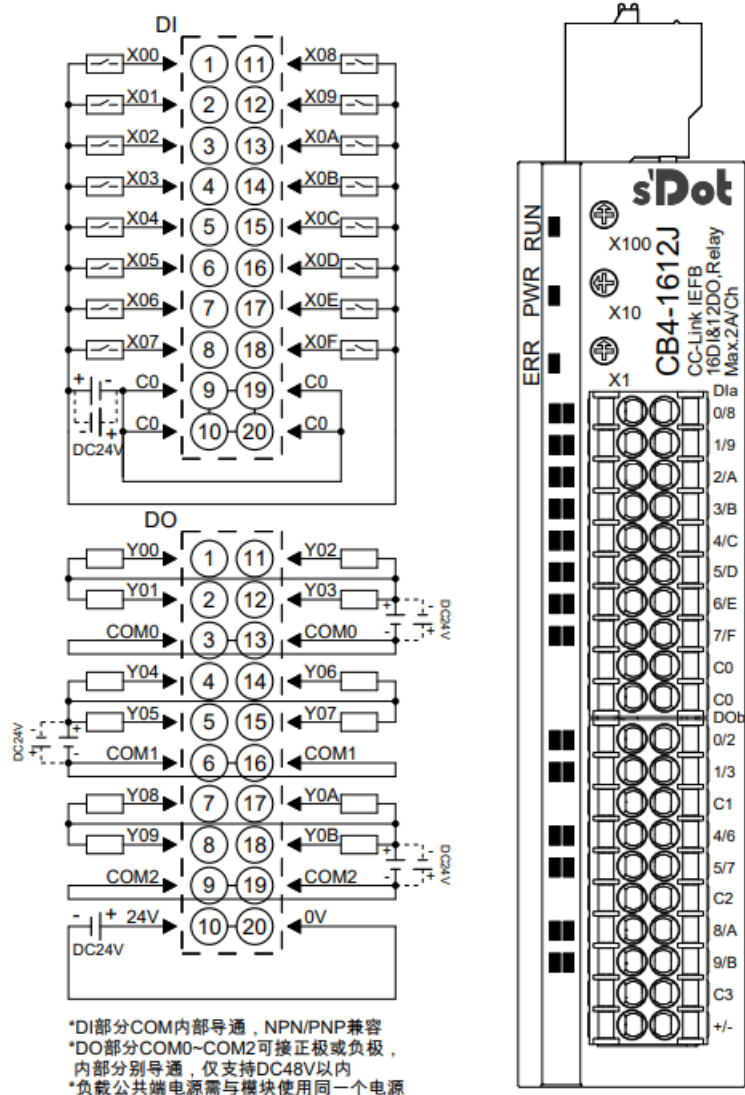 DI
X00 1 11 X08
X01 2 12 X09
X02 3 13 X0A
X03 4 14 X0B
X04 5 15 X0C
X05 6 16 X0D
X06 7 17 X0E
X07 8 18 X0F
+ - C0 9 19 C0
- + C0 10 20 C0
DC24V
DO
Y00 1 11 Y02
Y01 2 12 Y03
+ - DC24V
COM0 3 13 COM0
- +
Y04 4 14 Y06
Y05 5 15 Y07
DC24V - +
COM1 6 16 COM1
+ -
Y08 7 17 Y0A
Y09 8 18 Y0B
+ - DC24V
COM2 9 19 COM2
- +
- + 24V 10 20 0V
DC24V
*DI部分COM内部导通，NPN/PNP兼容
*DO部分COM0~COM2可接正极或负极，
内部分别导通，仅支持DC48V以内
*负载公共端电源需与模块使用同一个电源
s'Dot
RUN
PWR
ERR
X100
X10
X1
CB4-1612J
CC-Link IEFB
16DI&12DO,Relay
Max.2A/Ch
DIa
0/8
1/9
2/A
3/B
4/C
5/D
6/E
7/F
C0
C0
DOb
0/2
1/3
C1
4/6
5/7
C2
8/A
9/B
C3
+/-